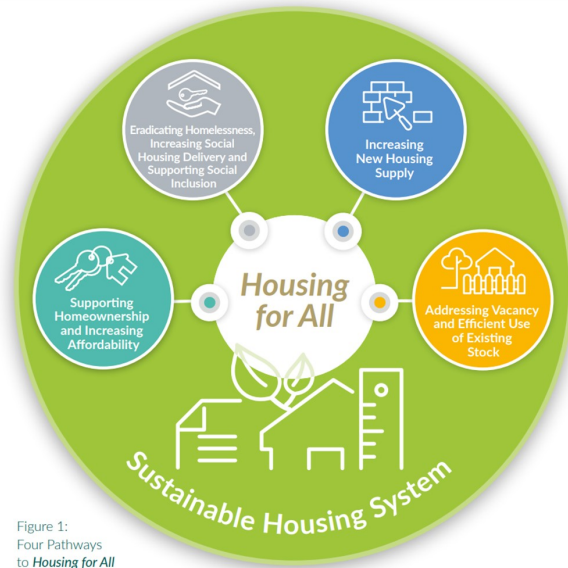 Eradicating Homelessness,
Increasing Social
Housing Delivery and
Supporting Social
Inclusion
Increasing
New Housing
Supply
Supporting
Homeownership
and Increasing
Affordability
Housing
for All
Addressing Vacancy
and Efficient Use
of Existing
Stock
Sustainable Housing System
Figure 1:
Four Pathways
to Housing for All